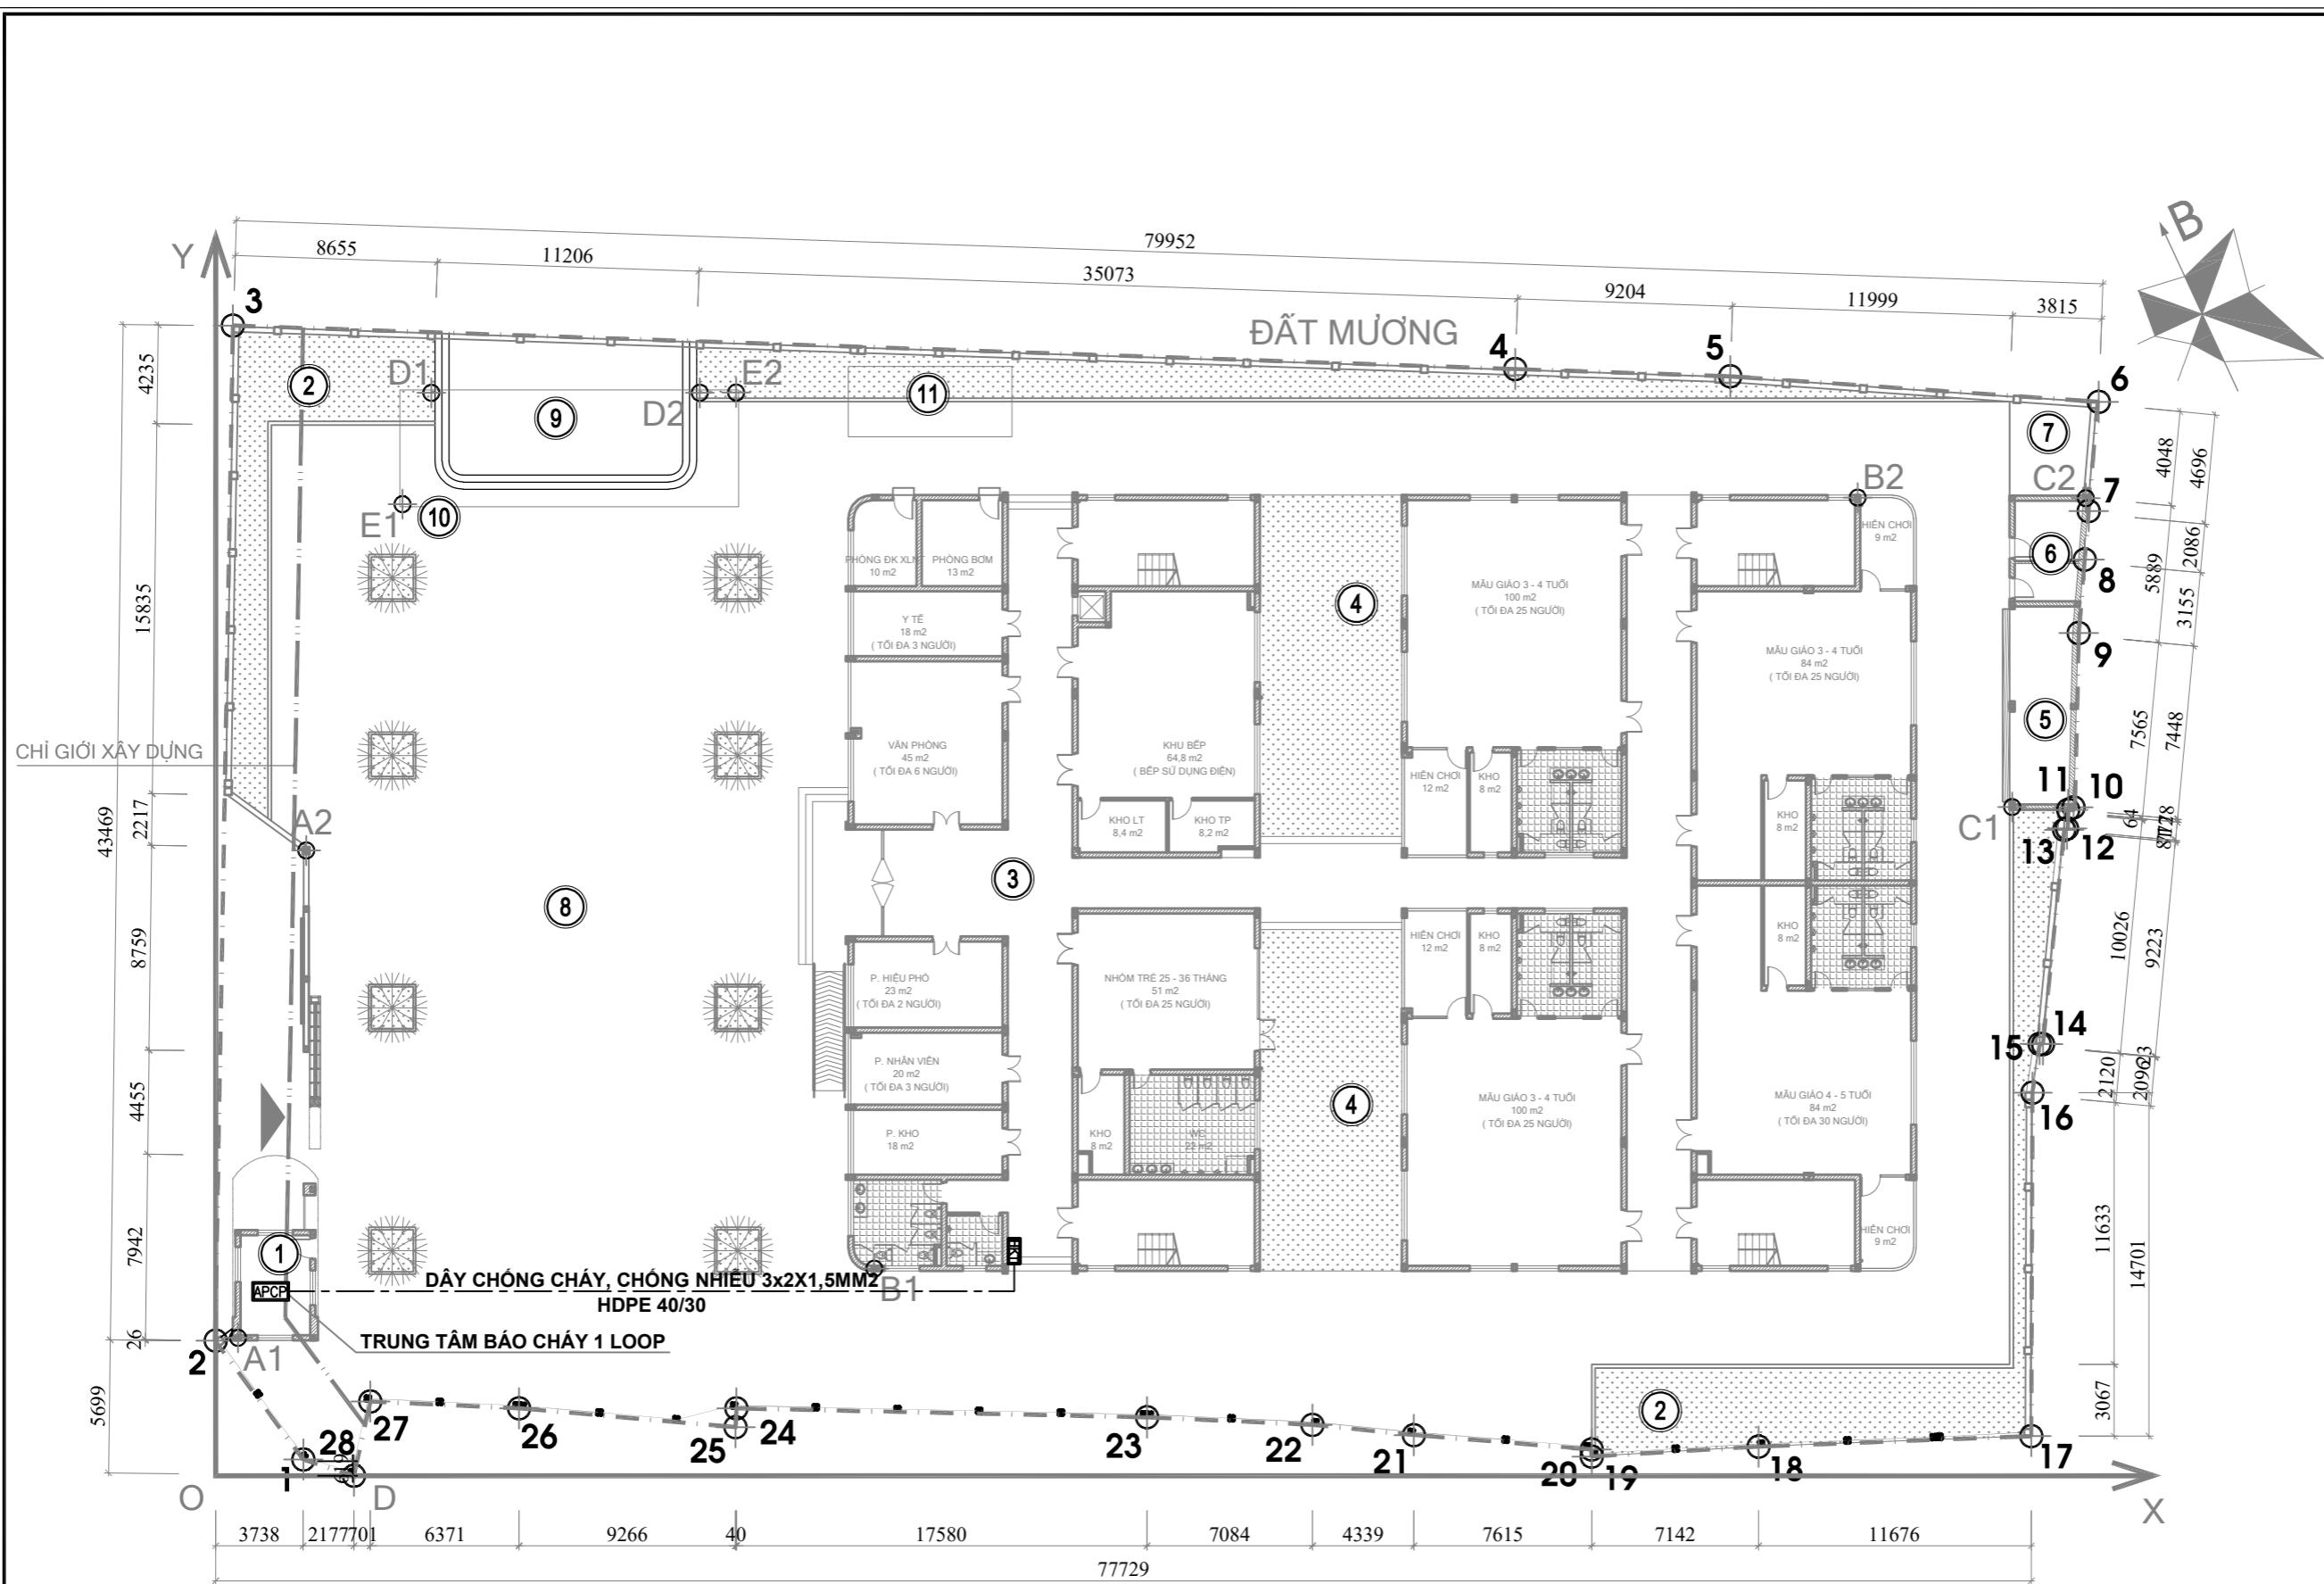 79952
8655
11206
35073
9204
11999
3815
B
Y
3
ĐẤT MƯƠNG
4
5
6
2
D1
E2
D2
9
11
7
4235
4048
4696
C2
7
B2
E1
10
6
8
2086
5889
3155
HIÊN CHƠI
9 m2
PHÒNG BƠM
13 m2
10 m2
15835
4
MẪU GIÁO 3 - 4 TUỔI
100 m2
( TỐI ĐA 25 NGƯỜI)
Y TẾ
18 m2
( TỐI ĐA 3 NGƯỜI)
MẪU GIÁO 3 - 4 TUỔI
84 m2
( TỐI ĐA 25 NGƯỜI)
9
5
7565
7448
CHỈ GIỚI XÂY DỰNG
VĂN PHÒNG
45 m2
( TỐI ĐA 6 NGƯỜI)
KHU BẾP
64,8 m2
( BẾP SỬ DỤNG ĐIỆN)
HIÊN CHƠI
12 m2
KHO
8 m2
11
10
KHO LT
8,4 m2
KHO TP
8,2 m2
KHO
8 m2
64
C1
13
12
43469
2217
A2
3
8
8759
KHO
8 m2
HIÊN CHƠI
12 m2
KHO
8 m2
10026
9223
P. HIỆU PHÓ
23 m2
( TỐI ĐA 2 NGƯỜI)
NHÓM TRẺ 25 - 36 THÁNG
51 m2
( TỐI ĐA 25 NGƯỜI)
14
15
23
2120
2096
16
4455
P. NHÂN VIÊN
20 m2
( TỐI ĐA 3 NGƯỜI)
4
MẪU GIÁO 3 - 4 TUỔI
100 m2
( TỐI ĐA 25 NGƯỜI)
MẪU GIÁO 4 - 5 TUỔI
84 m2
( TỐI ĐA 30 NGƯỜI)
P. KHO
18 m2
KHO
8 m2
WC
22 m2
7942
1
HIÊN CHƠI
9 m2
11633
14701
APCP
HKT
DÂY CHỐNG CHÁY, CHỐNG NHIỄU 3x2X1,5MM2
HDPE 40/30
B1
TRUNG TÂM BÁO CHÁY 1 LOOP
26
2
A1
5699
27
26
25
24
23
22
21
20
19
18
17
2
3067
28
1
O
D
X
3738
2177
701
6371
9266
40
17580
7084
4339
7615
7142
11676
77729